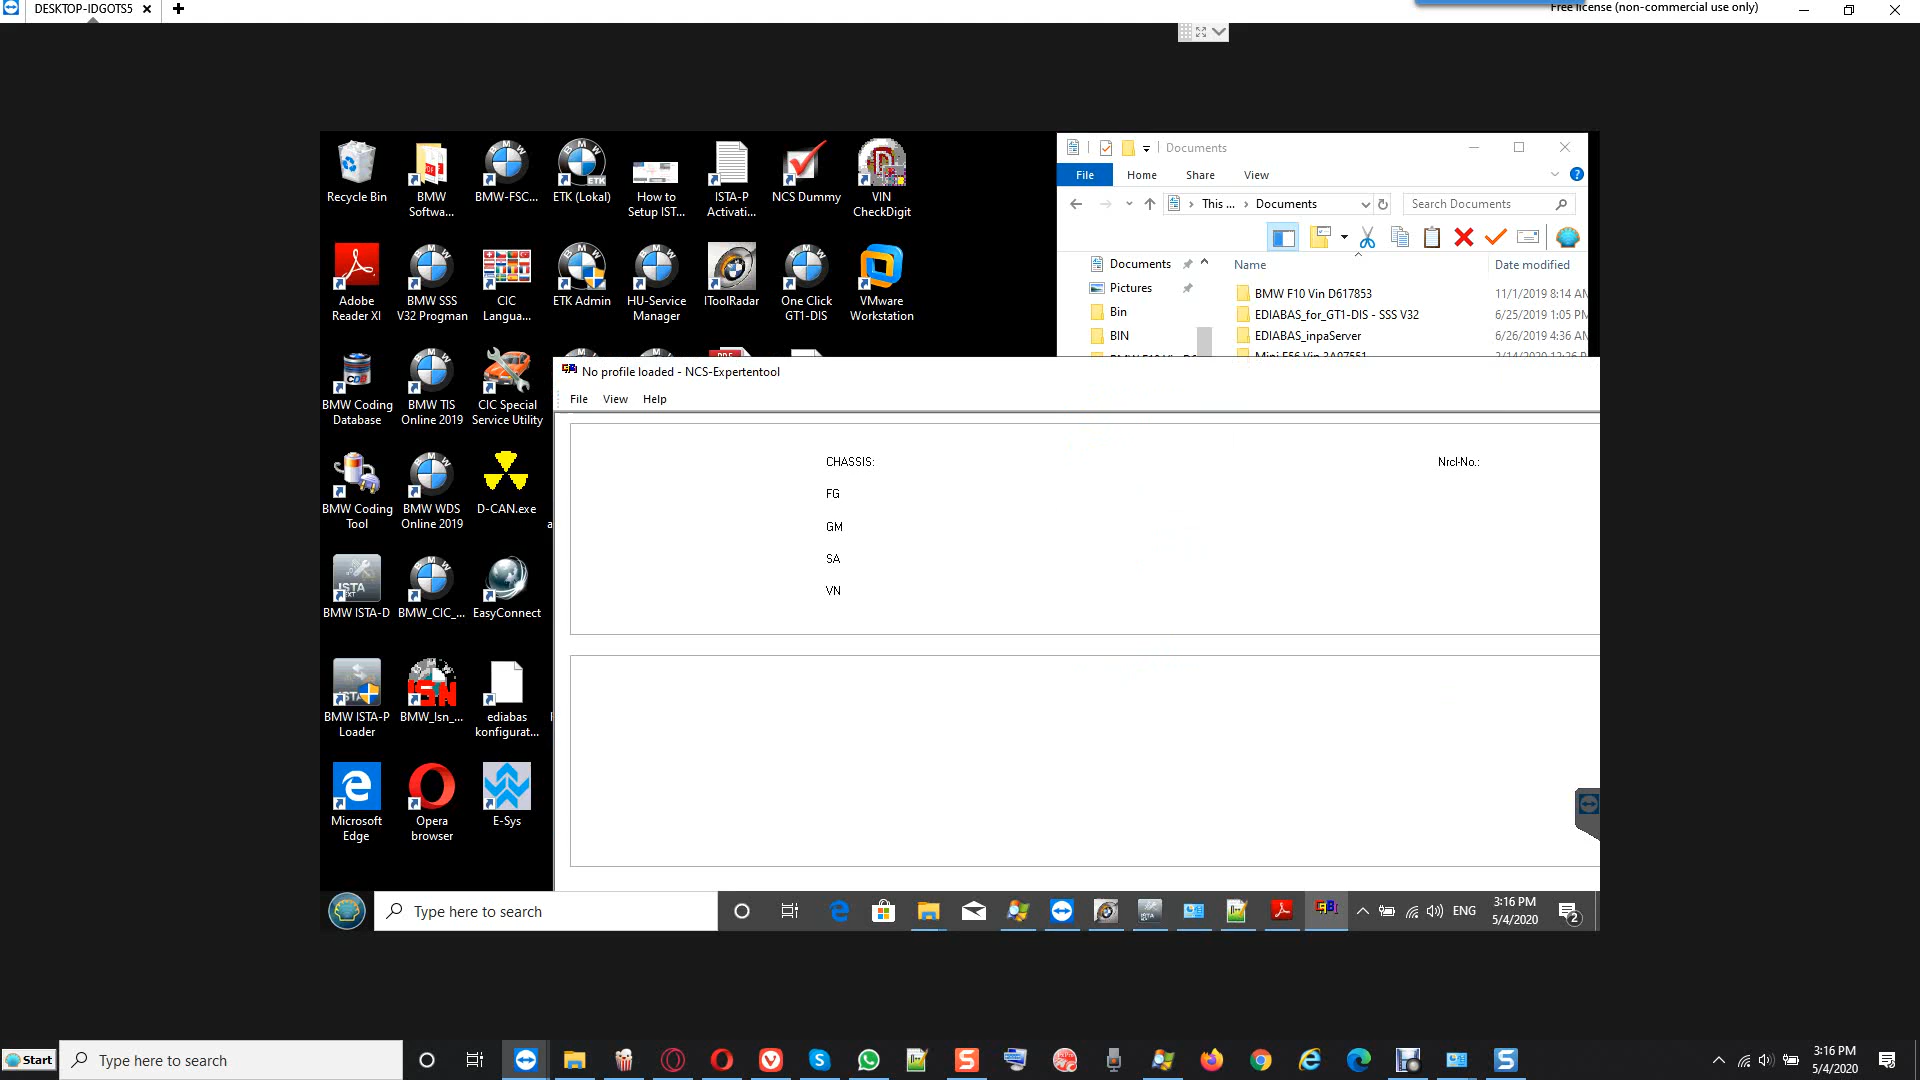 DESKTOP-IDGOTS5
Free license (non-commercial use only)
Recycle Bin
BMW
Softwa...
BMW-FSC...
ETK (Lokal)
How to
Setup IST...
ISTA-P
Activati...
NCS Dummy
VIN
CheckDigit
Adobe
Reader XI
BMW SSS
V32 Progman
CIC
Langua...
ETK Admin
HU-Service
Manager
IToolRadar
One Click
GT1-DIS
VMware
Workstation
BMW Coding
Database
BMW TIS
Online 2019
CIC Special
Service Utility
BMW Coding
Tool
BMW WDS
Online 2019
D-CAN.exe
BMW ISTA-D
BMW_CIC_...
EasyConnect
BMW ISTA-P
Loader
BMW_Isn_...
ediabas
konfigurat...
Microsoft
Edge
Opera
browser
E-Sys
Documents
File
Home
Share
View
This ...
Documents
Search Documents
Documents
Pictures
Bin
BIN
Name
Date modified
BMW F10 Vin D617853
11/1/2019 8:14 AM
EDIABAS_for_GT1-DIS - SSS V32
6/25/2019 1:05 PM
EDIABAS_inpaServer
6/26/2019 4:36 AM
No profile loaded - NCS-Expertentool
File
View
Help
CHASSIS:
Nrcl-No.:
FG
GM
SA
VN
Type here to search
ENG
3:16 PM
5/4/2020
2
Start
Type here to search
3:16 PM
5/4/2020